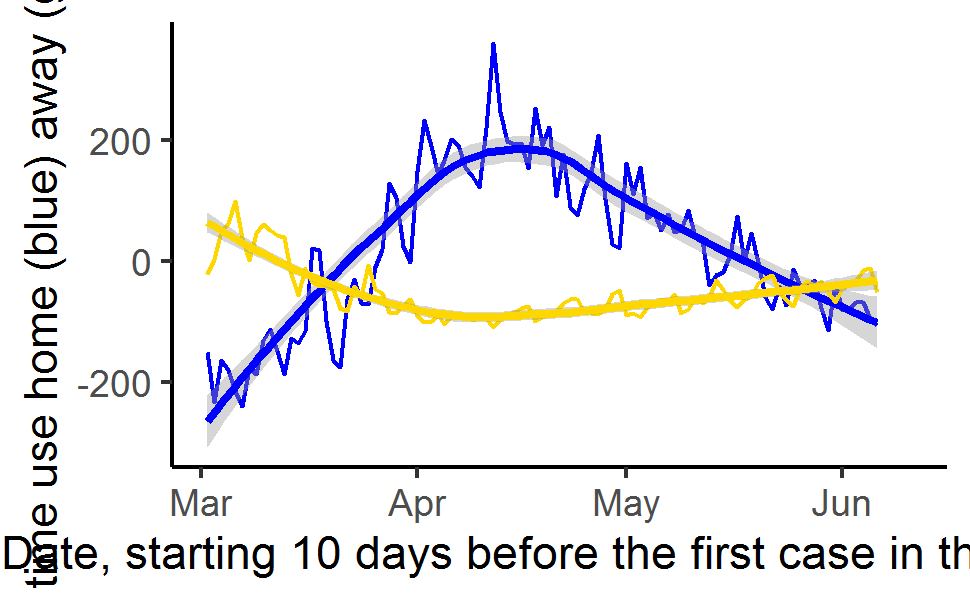 time use home (blue) away (
200
0
-200
Mar Apr May Jun
Date, starting 10 days before the first case in th